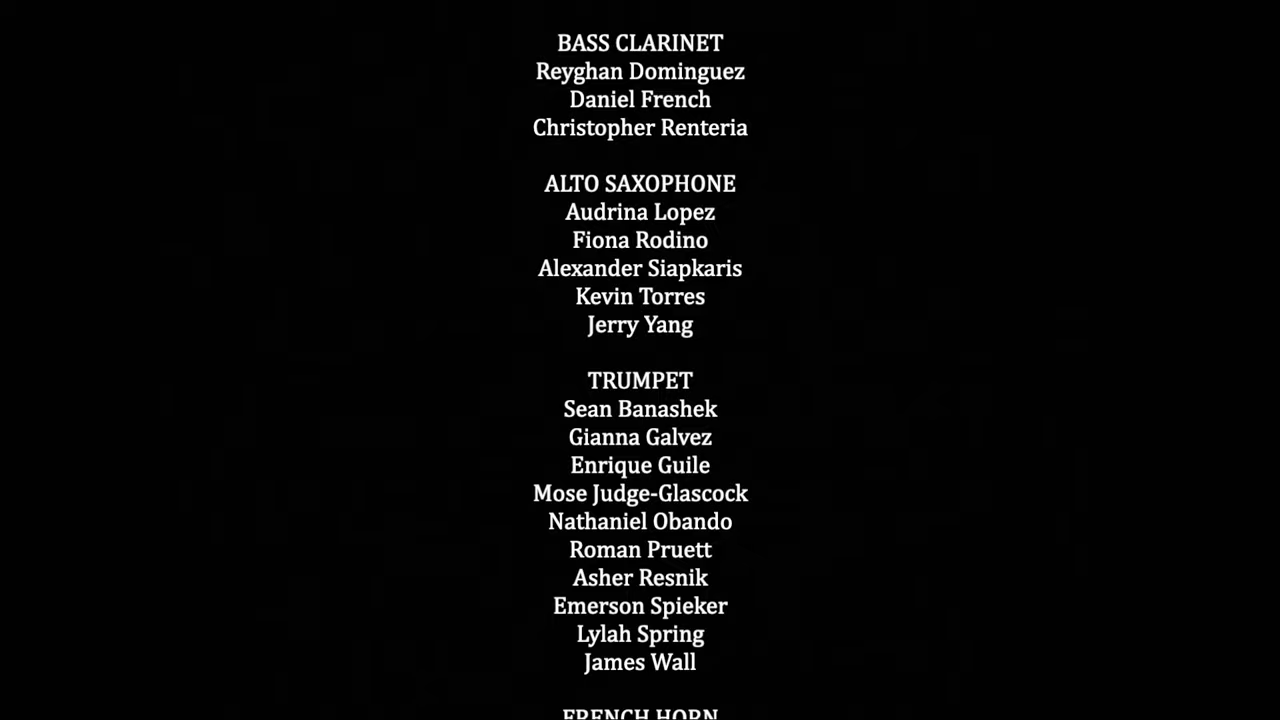 BASS CLARINET
Reyghan Dominguez
Daniel French
Christopher Renteria
ALTO SAXOPHONE
Audrina Lopez
Fiona Rodino
Alexander Siapkaris
Kevin Torres
Jerry Yang
TRUMPET
Sean Banashek
Gianna Galvez
Enrique Guile
Mose Judge-Glascock
Nathaniel Obando
Roman Pruett
Asher Resnik
Emerson Spieker
Lylah Spring
James Wall
FRENCH HORN